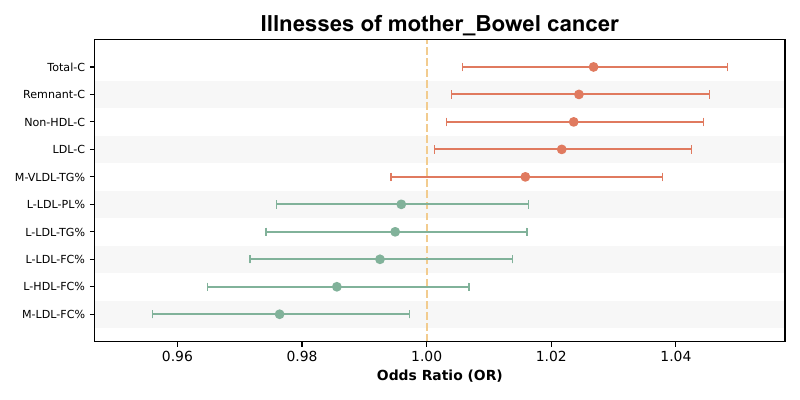 Illnesses of mother_Bowel cancer
Total-C
Remnant-C
Non-HDL-C
LDL-C
M-VLDL-TG%
L-LDL-PL%
L-LDL-TG%
L-LDL-FC%
L-HDL-FC%
M-LDL-FC%
0.96 0.98 1.00 1.02 1.04
Odds Ratio (OR)